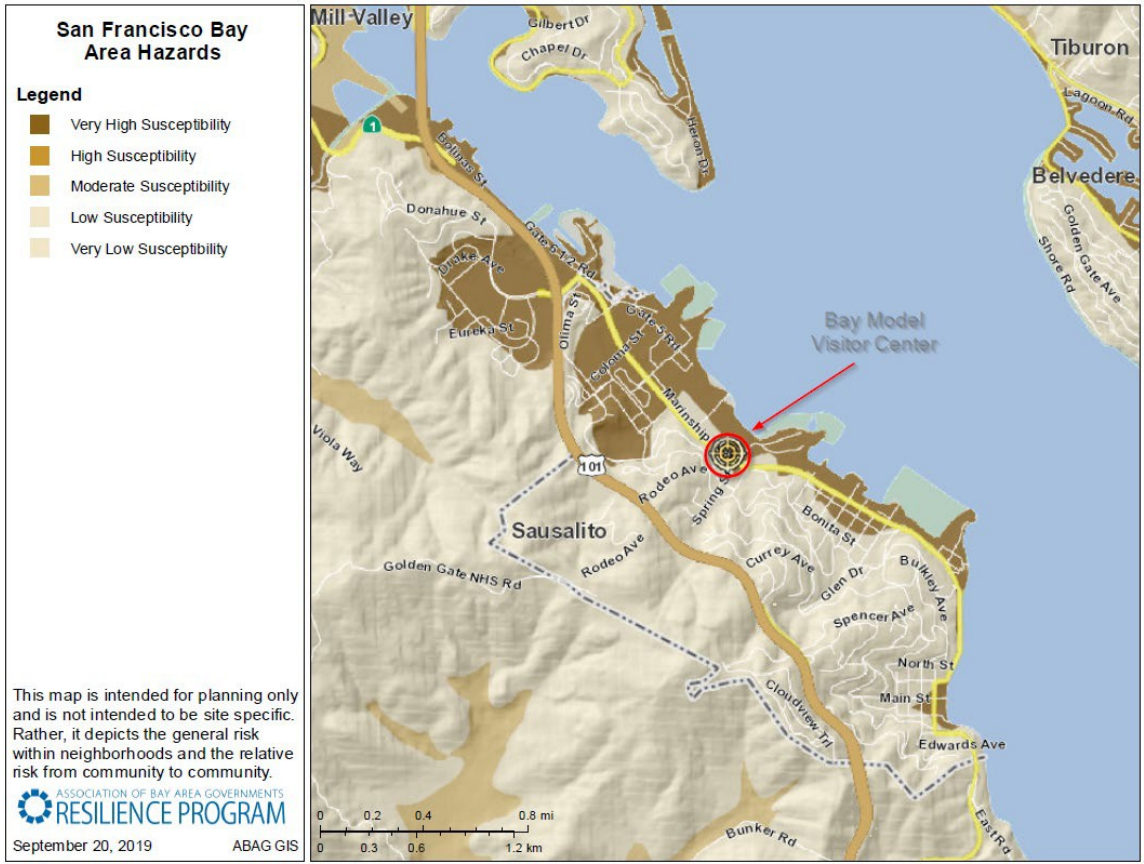 San Francisco Bay
Area Hazards
Legend
Very High Susceptibility
High Susceptibility
Moderate Susceptibility
Low Susceptibility
Very Low Susceptibility
This map is intended for planning only
and is not intended to be site specific.
Rather, it depicts the general risk
within neighborhoods and the relative
risk from community to community.
ASSOCIATION OF BAY AREA GOVERNMENTS
RESILIENCE PROGRAM
September 20, 2019 ABAG GIS
Mill Valley
Gilbert Dr
Chapel Dr
Tiburon
Lagoon Rd
1
Bolinas St
Heron Dr
Belvedere
Donahue St
Golden Gate Ave
Shore Rd
Gate 6 1 2 Rd
Drake Ave
Eureka St
Olima St
Gate 5 Rd
Coloma St
Bay Model
Visitor Center
Marinship
Viola Way
101
Rodeo Ave
Spring St
Bonita St
Sausalito
Rodeo Ave
Currey Ave
Glen Dr
Bulkley Ave
Golden Gate NHS Rd
Spencer Ave
North St
Main St
Cloudview Trl
Edwards Ave
East Rd
Bunker Rd
0 0.2 0.4 0.8 mi
0 0.3 0.6 1.2 km